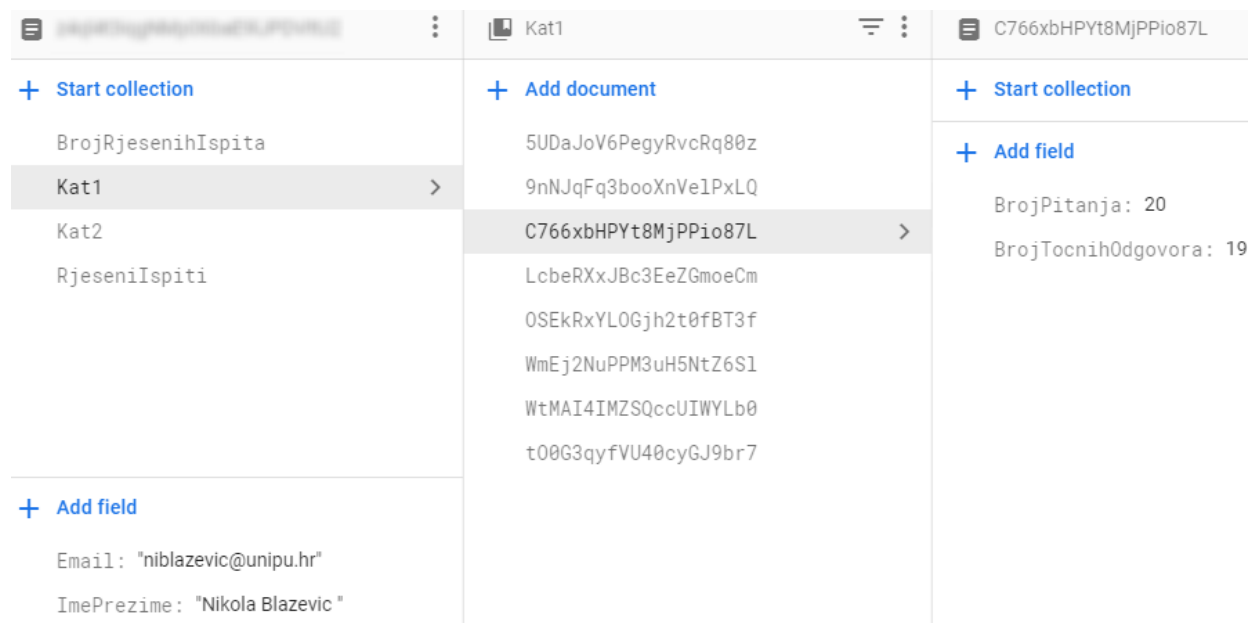 Kat1
C766xbHPYt8MjPPio87L
+ Start collection
+ Add document
+ Start collection
BrojRjesenihIspita
Kat1
Kat2
RjeseniIspiti
5UDaJoV6PegyRvcRq80z
9nNJqFq3booXnVelPxLQ
C766xbHPYt8MjPPio87L
LcbeRXxJBc3EeZGmoeCm
OSEkRxYLOGjh2t0fBT3f
WmEj2NuPPM3uH5NtZ6Sl
WtMAI4IMZSQccUIWYLb0
tO0G3qyfVU40cyGJ9br7
+ Add field
BrojPitanja: 20
BrojTocnihOdgovora: 19
+ Add field
Email: "niblazevic@unipu.hr"
ImePrezime: "Nikola Blazevic "